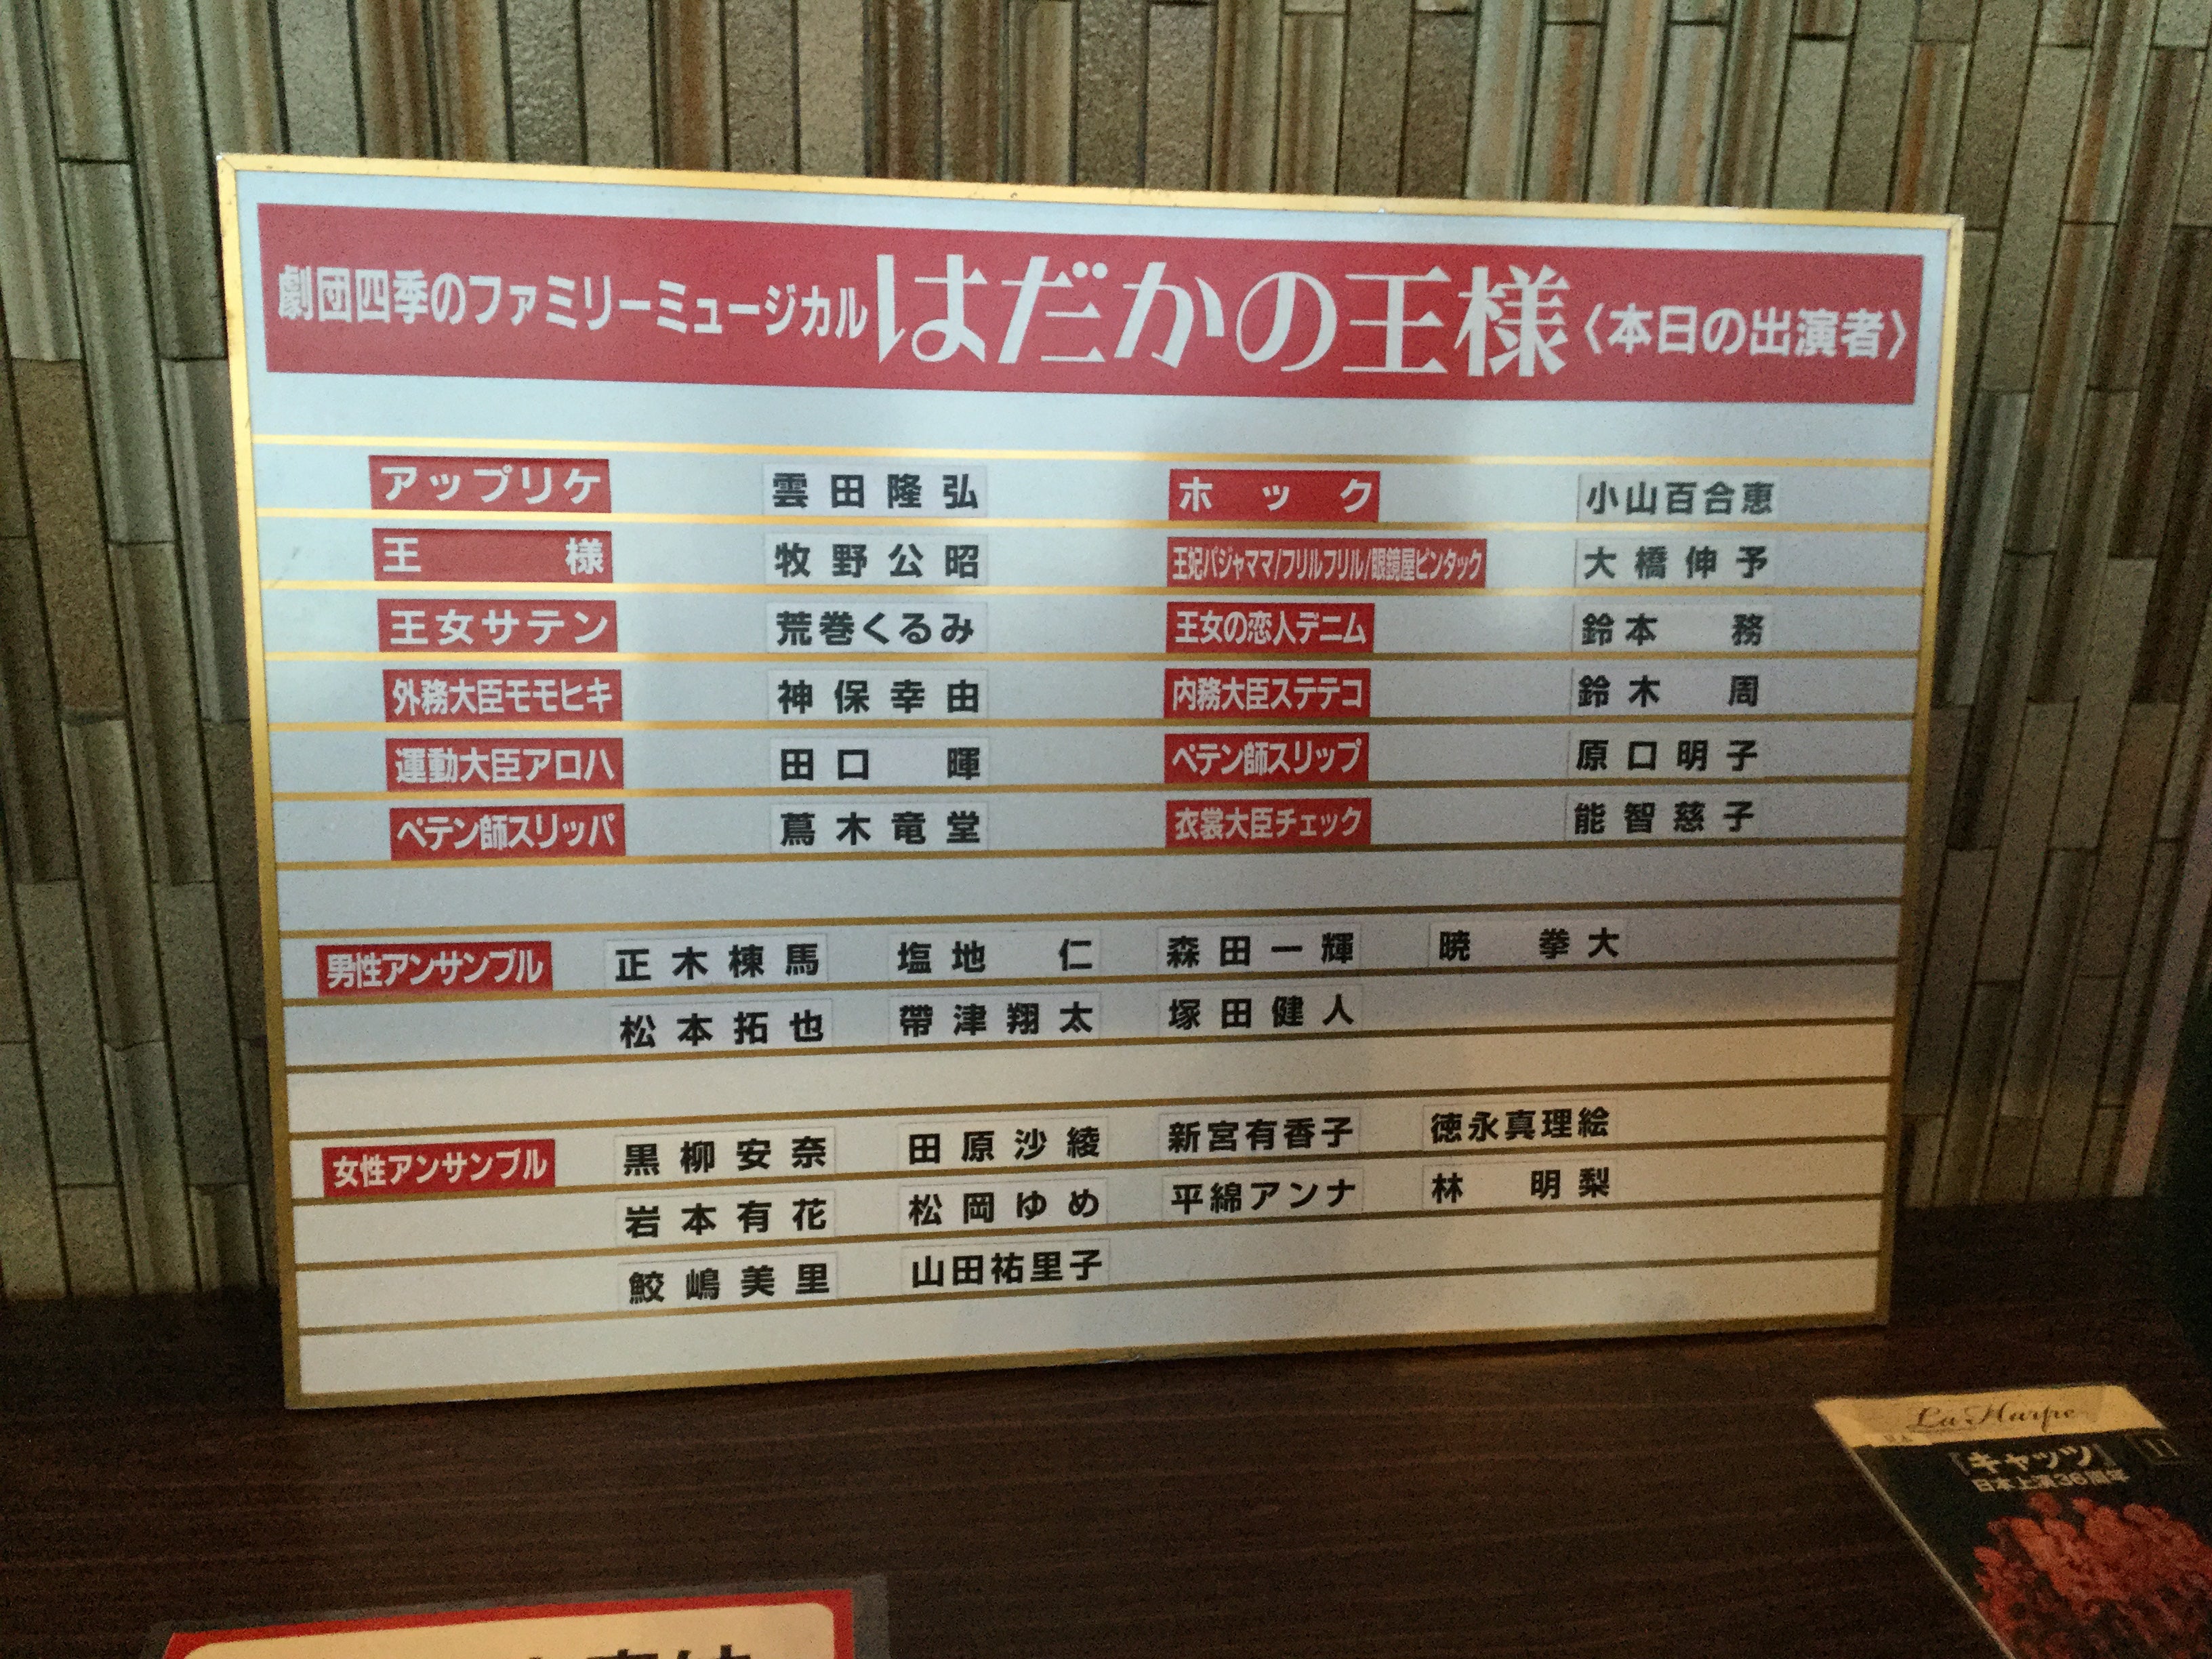 劇団四季のファミリーミュージカル はだかの王様 〈本日の出演者〉
アップリケ 雲田隆弘 ホック 小山百合恵
王様 牧野公昭 王妃パジャママ/フリルフリル/眼鏡屋ピンタック 大橋伸予
王女サテン 荒巻くるみ 王女の恋人デニム 鈴本務
外務大臣モモヒキ 神保幸由 内務大臣ステテコ 鈴木周
運動大臣アロハ 田口暉 ペテン師スリップ 原口明子
ペテン師スリッパ 蔦木竜堂 衣裳大臣チェック 能智慈子
男性アンサンブル 正木棟馬 塩地仁 森田一輝 暁拳大
松本拓也 帶津翔太 塚田健人
女性アンサンブル 黒柳安奈 田原沙綾 新宮有香子 徳永真理絵
岩本有花 松岡ゆめ 平綿アンナ 林明梨
鮫嶋美里 山田祐里子
La Harpe
『キャッツ』
日本上演36周年
11